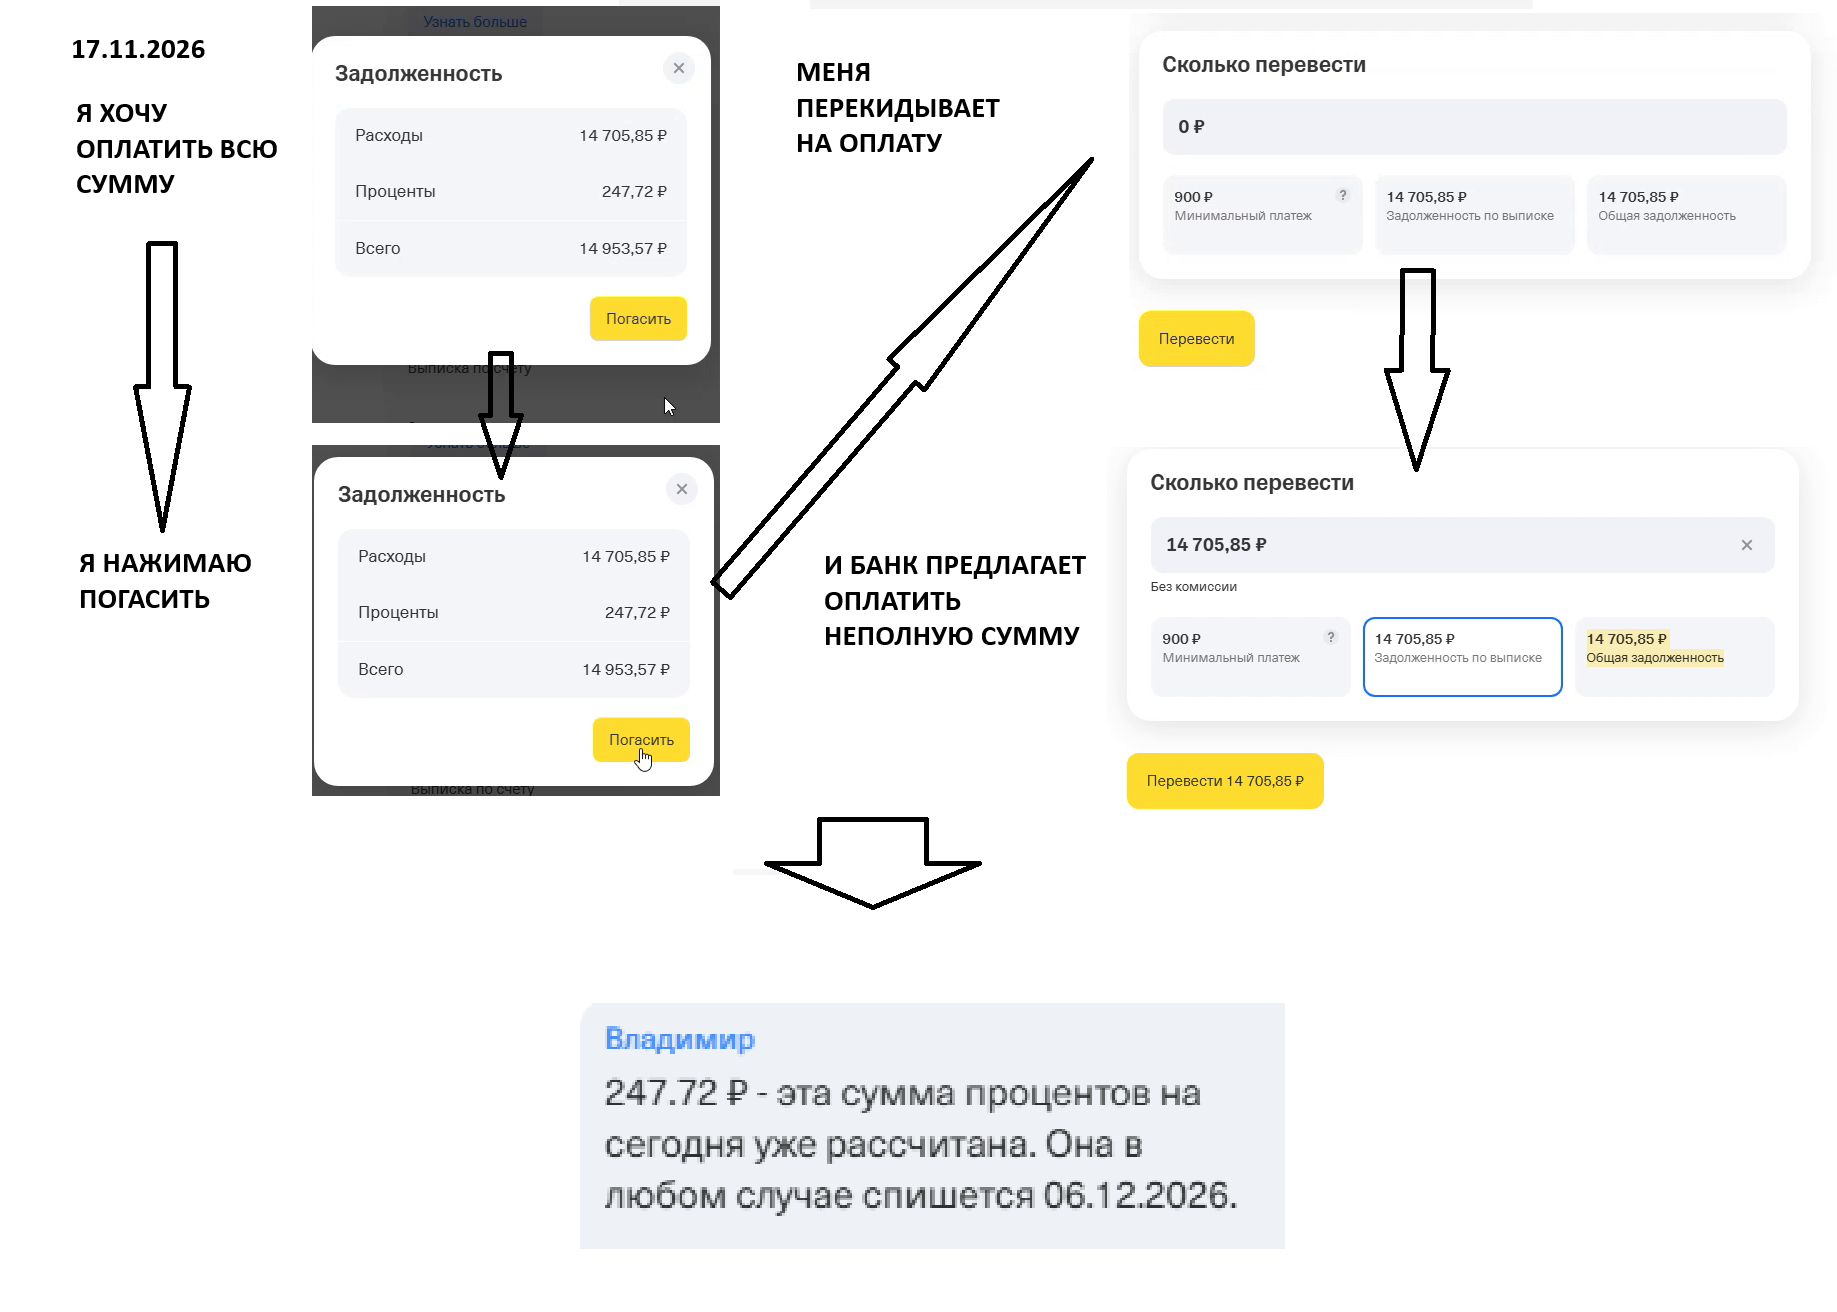 17.11.2026
Я ХОЧУ
ОПЛАТИТЬ ВСЮ
СУММУ
Я НАЖИМАЮ
ПОГАСИТЬ
Узнать больше
Задолженность
Расходы 14 705,85 ₽
Проценты 247,72 ₽
Всего 14 953,57 ₽
Погасить
Выписка по счету
Узнать больше
Задолженность
Расходы 14 705,85 ₽
Проценты 247,72 ₽
Всего 14 953,57 ₽
Погасить
Выписка по счету
МЕНЯ
ПЕРЕКИДЫВАЕТ
НА ОПЛАТУ
Сколько перевести
0 ₽
900 ₽ ? 14 705,85 ₽ 14 705,85 ₽
Минимальный платеж Задолженность по выписке Общая задолженность
Перевести
И БАНК ПРЕДЛАГАЕТ
ОПЛАТИТЬ
НЕПОЛНУЮ СУММУ
Сколько перевести
14 705,85 ₽
Без комиссии
900 ₽ ? 14 705,85 ₽ 14 705,85 ₽
Минимальный платеж Задолженность по выписке Общая задолженность
Перевести 14 705,85 ₽
Владимир
247.72 ₽ - эта сумма процентов на
сегодня уже рассчитана. Она в
любом случае спишется 06.12.2026.